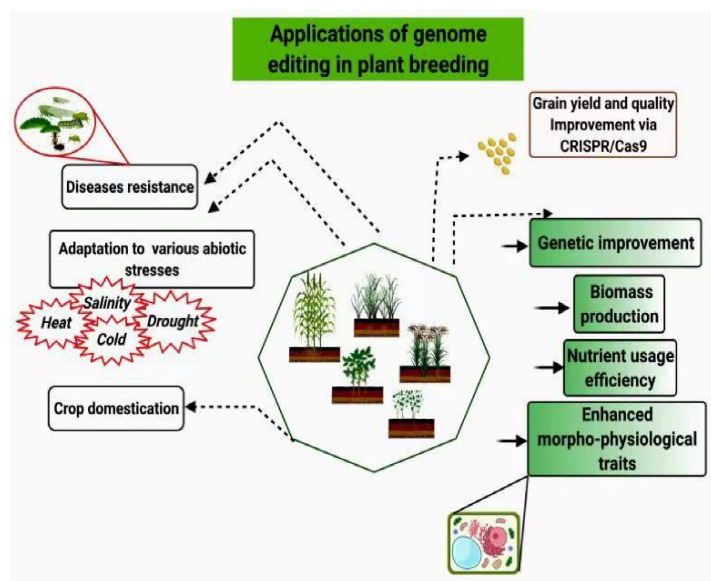 Applications of genome
editing in plant breeding
Grain yield and quality
Improvement via
CRISPR/Cas9
Diseases resistance
Adaptation to various abiotic
stresses
Salinity
Heat
Drought
Cold
Crop domestication
Genetic improvement
Biomass
production
Nutrient usage
efficiency
Enhanced
morpho-physiological
traits